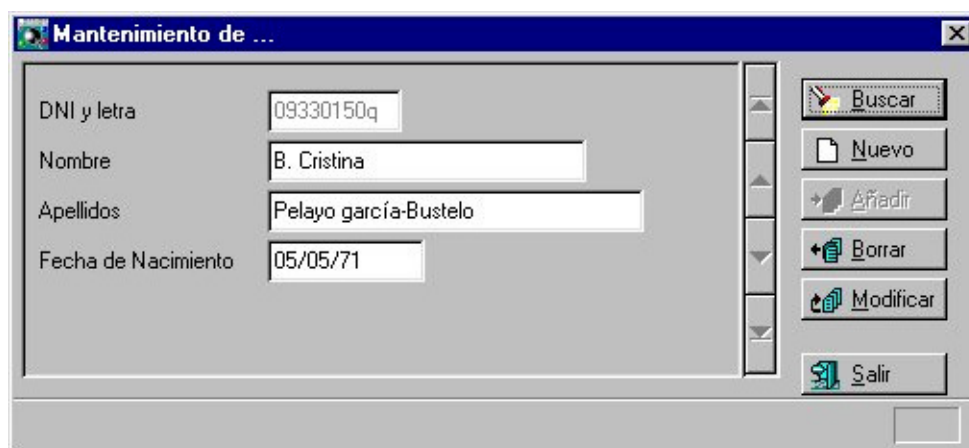 Mantenimiento de ...
DNI y letra 09330150q
Nombre B. Cristina
Apellidos Pelayo garcía-Bustelo
Fecha de Nacimiento 05/05/71
Buscar
Nuevo
Añadir
Borrar
Modificar
Salir